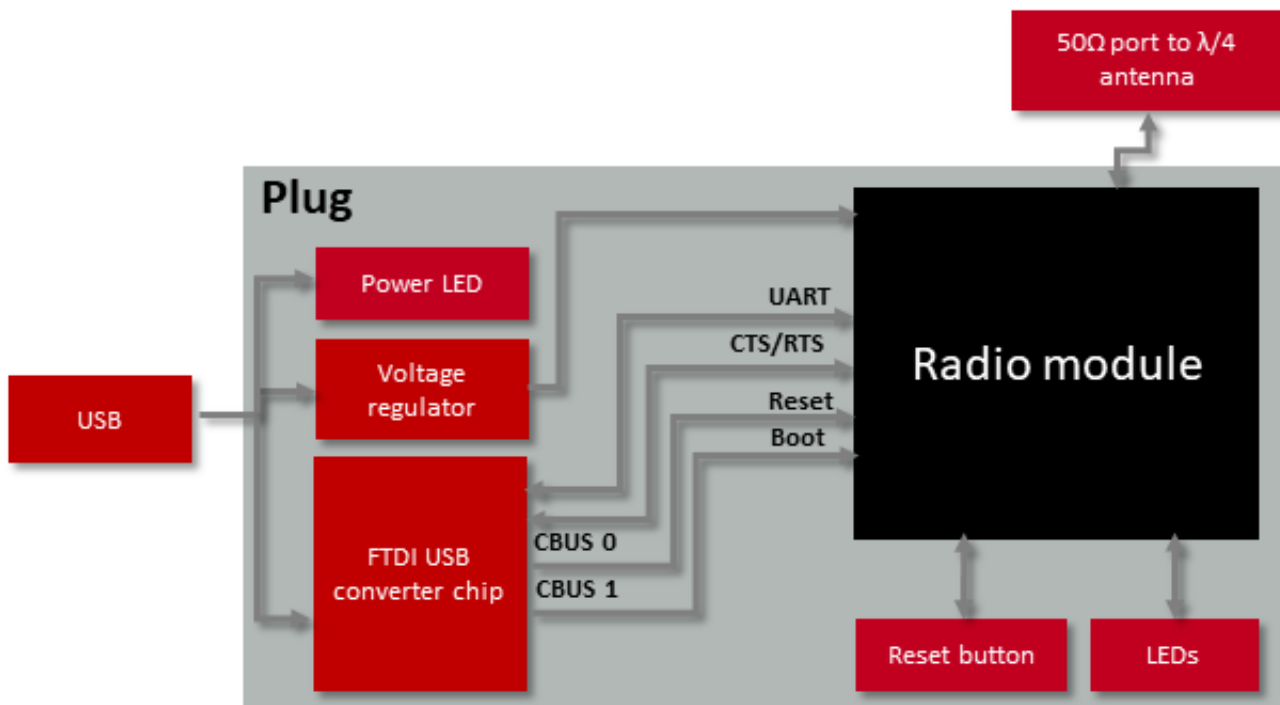 50Ω port to λ/4
antenna
Plug
Power LED
UART
CTS/RTS
Voltage
regulator
Radio module
USB
Reset
Boot
FTDI USB
converter chip
CBUS 0
CBUS 1
Reset button
LEDs